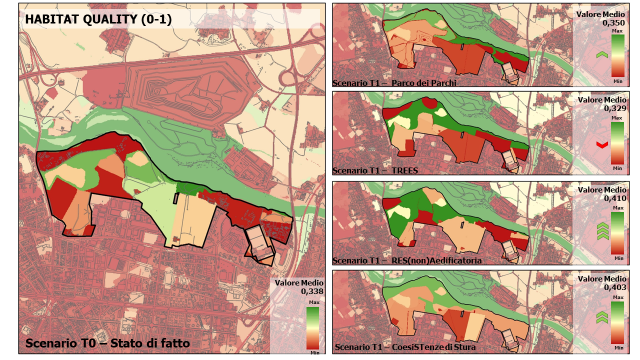 HABITAT QUALITY (0-1)
Valore Medio
0,338
Max
Min
Scenario T0 – Stato di fatto
Valore Medio
0,350
Max
Min
Scenario T1 – Parco dei Parchi
Valore Medio
0,329
Max
Min
Scenario T1 – TREES
Valore Medio
0,410
Max
Min
Scenario T1 – RES(non)Aedificatoria
Valore Medio
0,403
Max
Min
Scenario T1 – CoesiSTenze di Stura